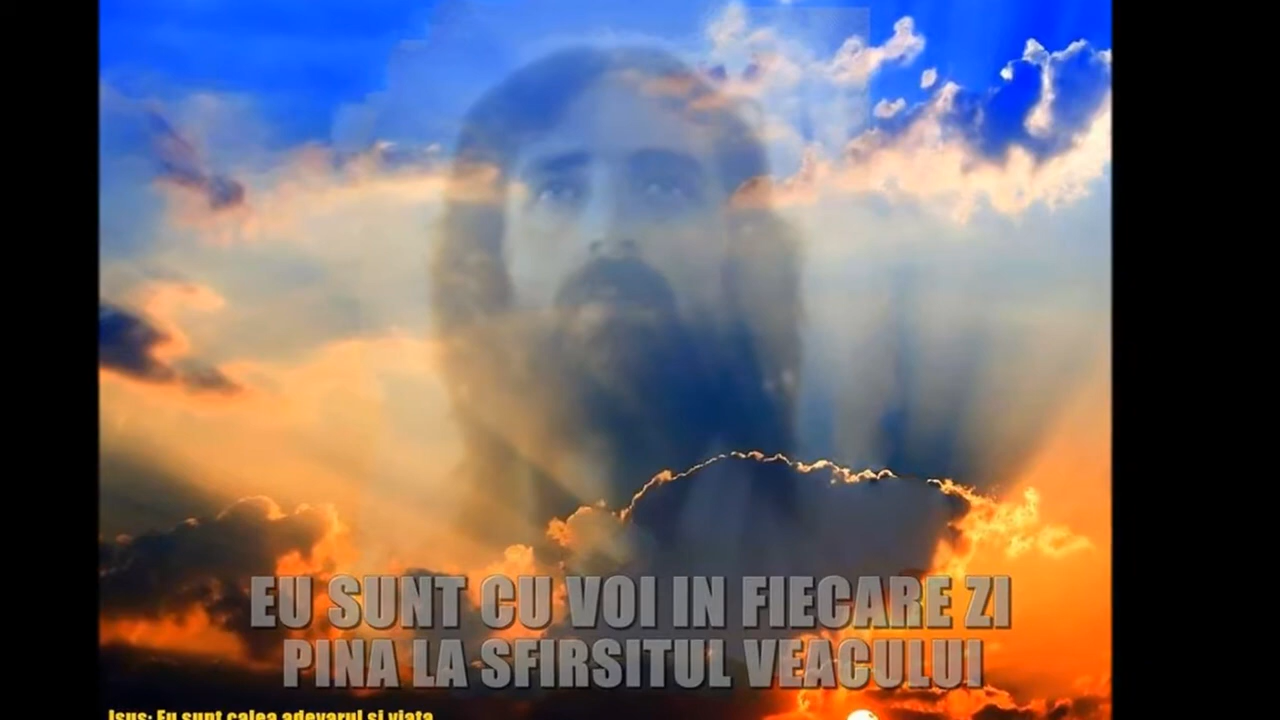 EU SUNT CU VOI IN FIECARE ZI
PINA LA SFIRSITUL VEACULUI
Isus: Eu sunt calea adevarul si viata